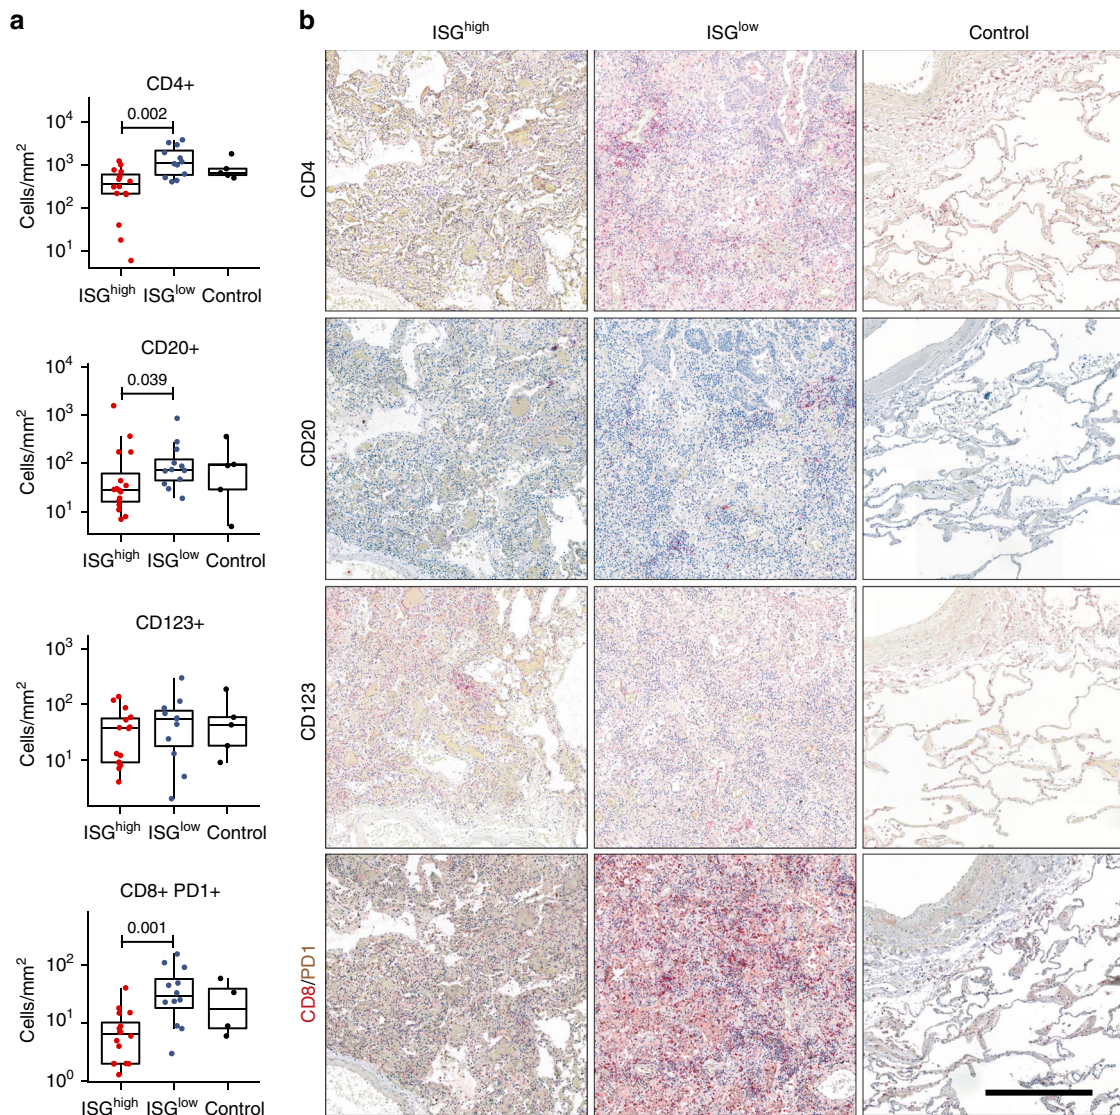 a
b
ISGhigh
ISGlow
Control
CD4+
0.002
Cells/mm2
104
103
102
101
ISGhigh ISGlow Control
CD4
CD20+
0.039
Cells/mm2
104
103
102
101
ISGhigh ISGlow Control
CD20
CD123+
Cells/mm2
103
102
101
ISGhigh ISGlow Control
CD123
CD8+ PD1+
0.001
Cells/mm2
102
101
100
ISGhigh ISGlow Control
CD8/PD1